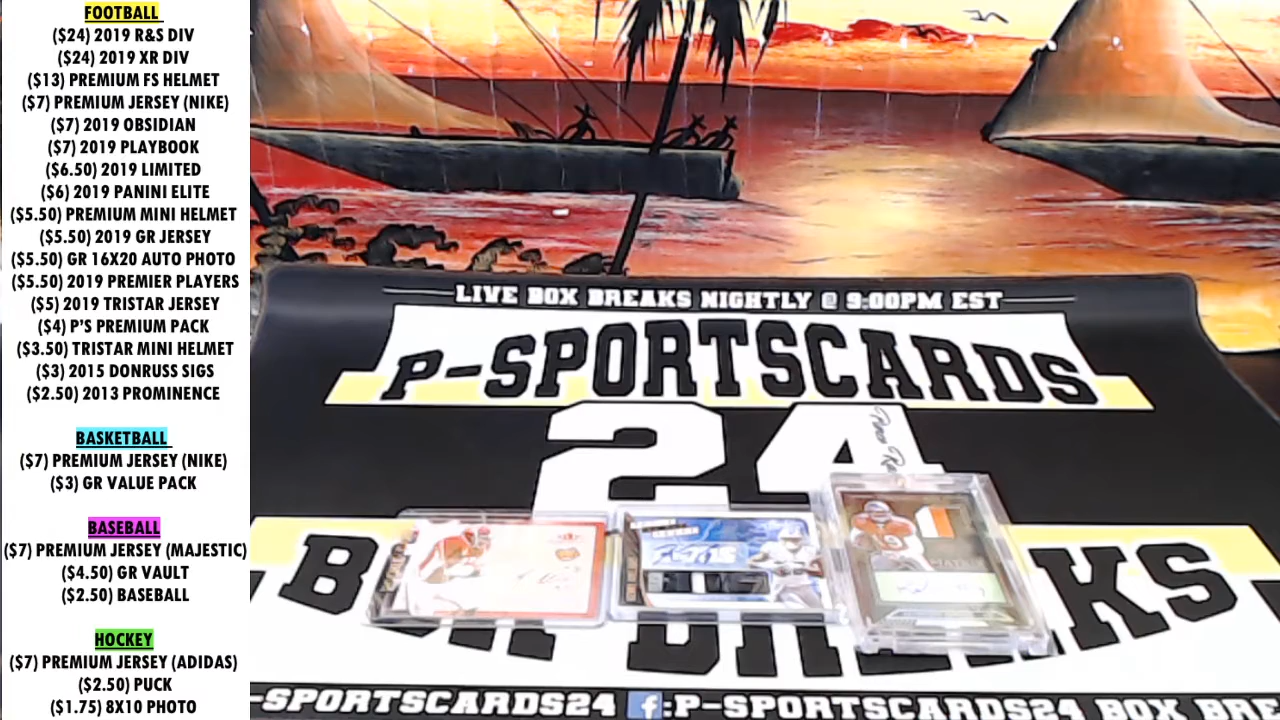 FOOTBALL
($24) 2019 R&S DIV
($24) 2019 XR DIV
($13) PREMIUM FS HELMET
($7) PREMIUM JERSEY (NIKE)
($7) 2019 OBSIDIAN
($7) 2019 PLAYBOOK
($6.50) 2019 LIMITED
($6) 2019 PANINI ELITE
($5.50) PREMIUM MINI HELMET
($5.50) 2019 GR JERSEY
($5.50) GR 16X20 AUTO PHOTO
($5.50) 2019 PREMIER PLAYERS
($5) 2019 TRISTAR JERSEY
($4) P'S PREMIUM PACK
($3.50) TRISTAR MINI HELMET
($3) 2015 DONRUSS SIGS
($2.50) 2013 PROMINENCE
BASKETBALL
($7) PREMIUM JERSEY (NIKE)
($3) GR VALUE PACK
BASEBALL
($7) PREMIUM JERSEY (MAJESTIC)
($4.50) GR VAULT
($2.50) BASEBALL
HOCKEY
($7) PREMIUM JERSEY (ADIDAS)
($2.50) PUCK
($1.75) 8X10 PHOTO
LIVE BOX BREAKS NIGHTLY @ 9:00PM EST
P-SPORTSCARDS
24
-SPORTSCARDS24 f:P-SPORTSCARDS24 BOX BRE